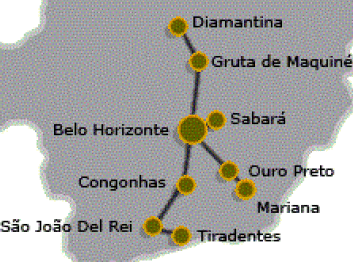 Diamantina
Gruta de Maquiné
Sabará
Belo Horizonte
Ouro Preto
Congonhas
Mariana
São João Del Rei
Tiradentes